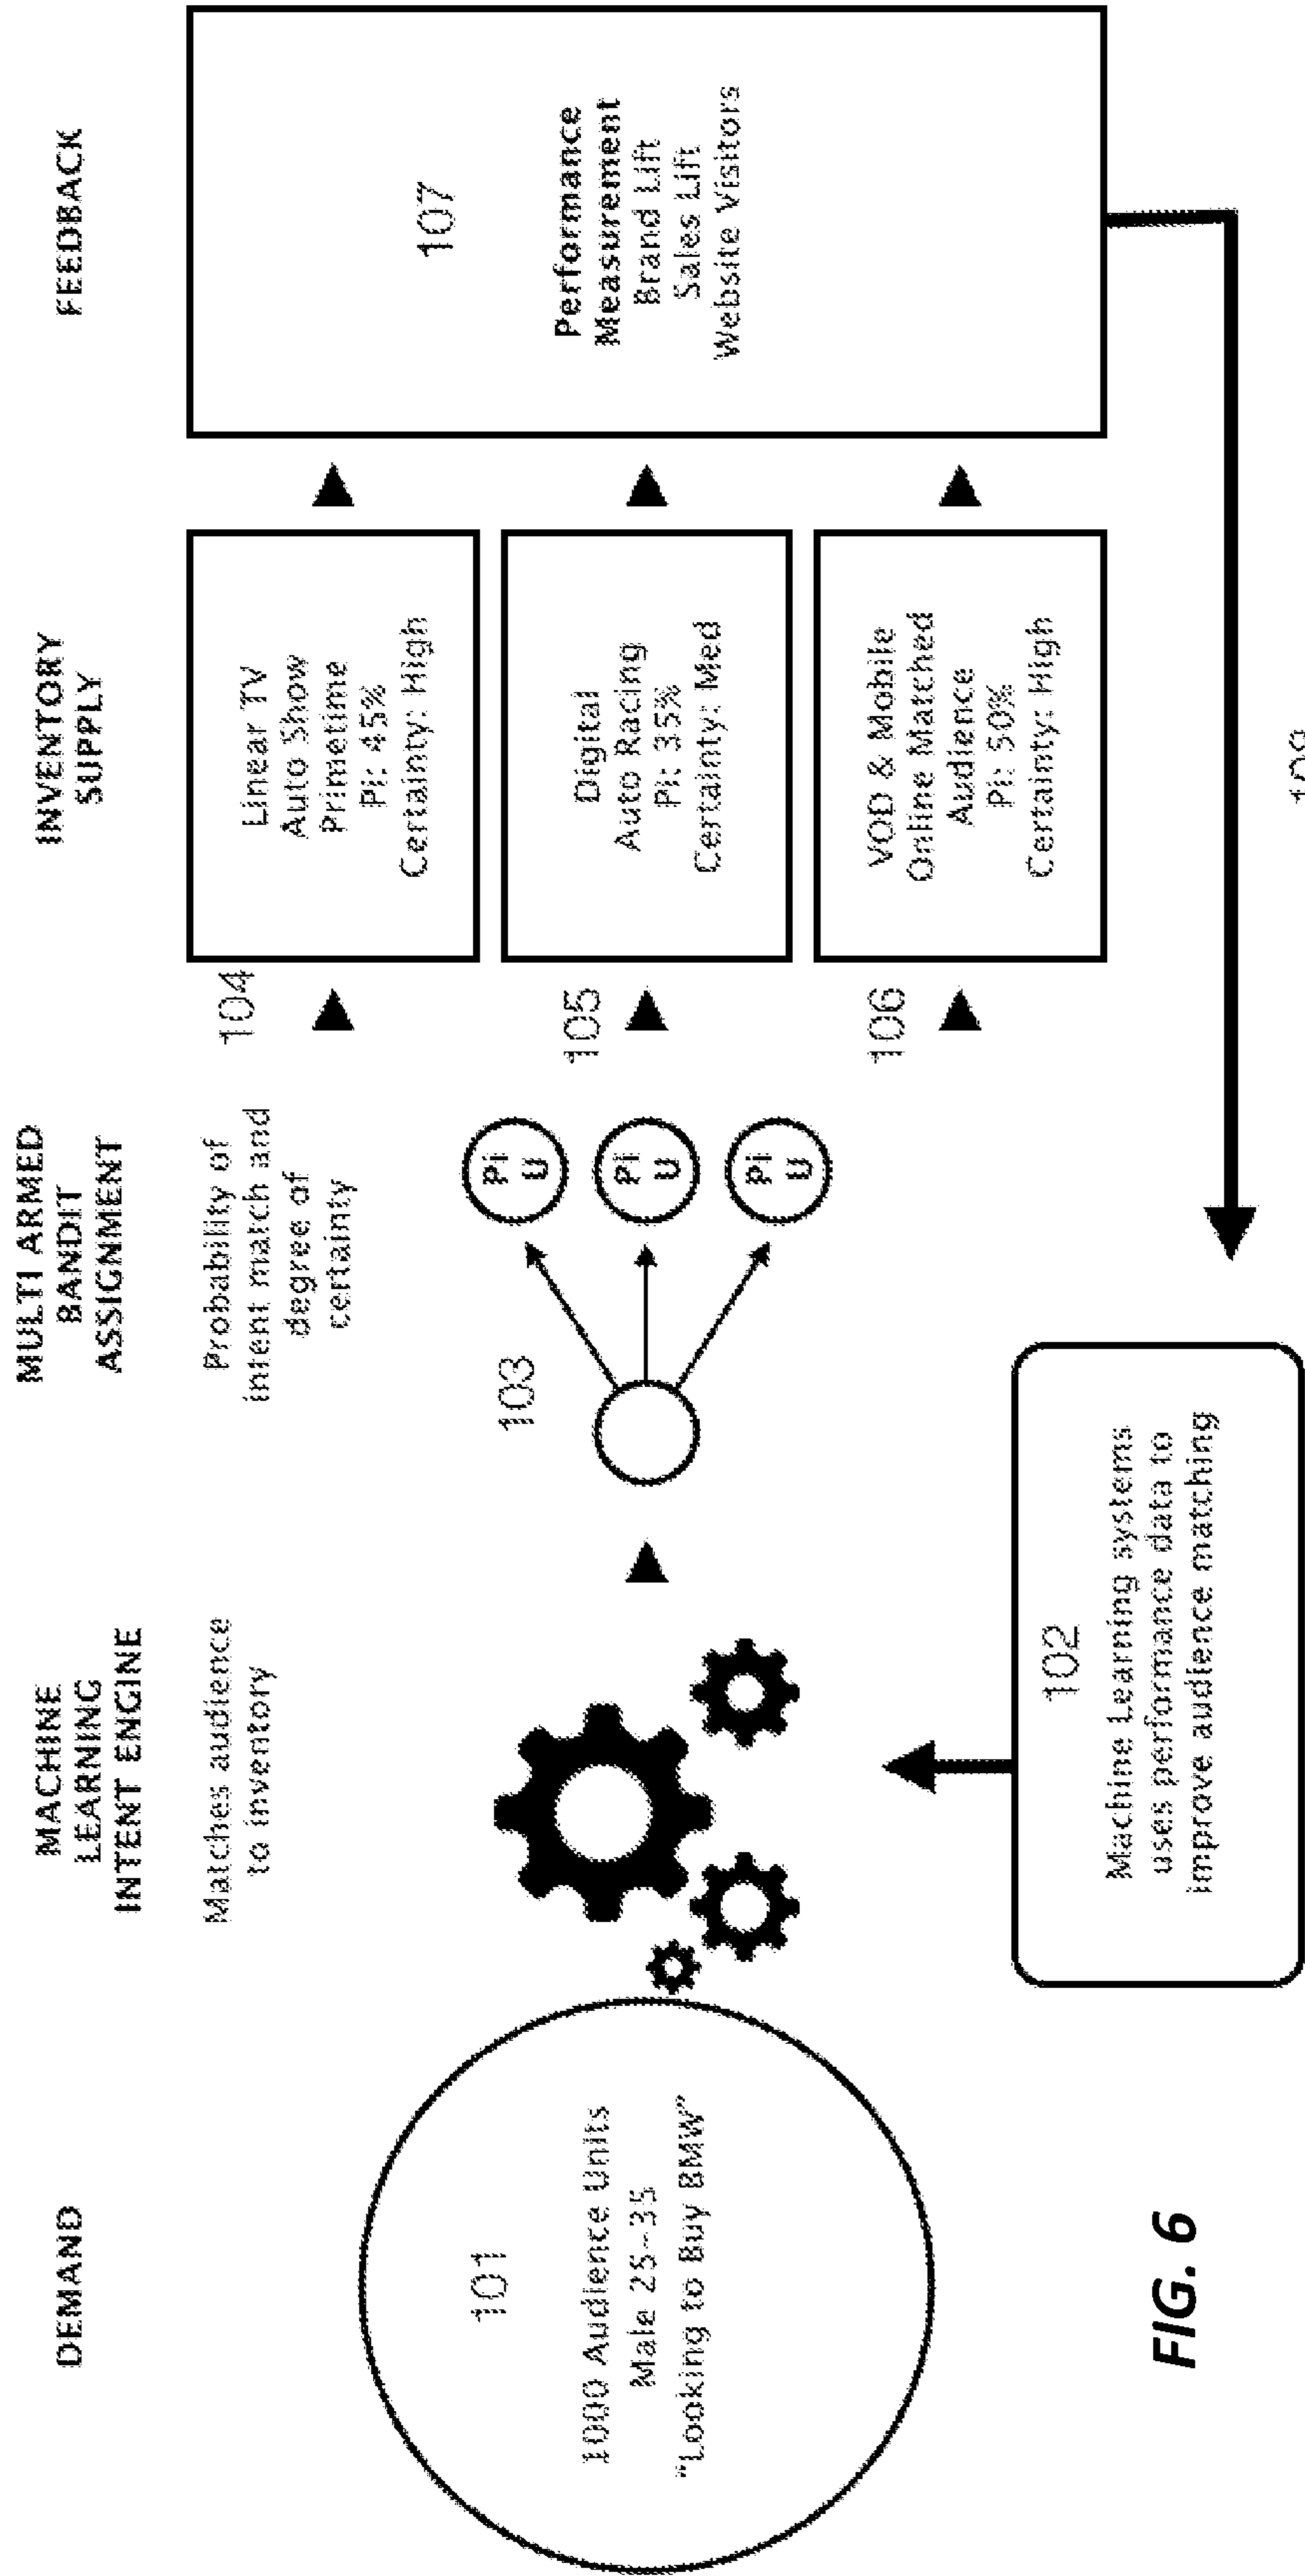 DEMAND
101
1000 Audience Units
Male 25-35
"Looking to Buy BMW"
MACHINE
LEARNING
INTENT ENGINE
Matches audience
to inventory
102
Machine Learning systems
uses performance data to
improve audience matching
MULTI ARMED
BANDIT
ASSIGNMENT
Probability of
intent match and
degree of
certainty
103
Pi
U
Pi
U
Pi
U
INVENTORY
SUPPLY
104
Linear TV
Auto Show
Primetime
Pi: 45%
Certainty: High
105
Digital
Auto Racing
Pi: 35%
Certainty: Med
106
VOD & Mobile
Online Matched
Audience
Pi: 50%
Certainty: High
FEEDBACK
107
Performance
Measurement
Brand Lift
Sales Lift
Website Visitors
FIG. 6